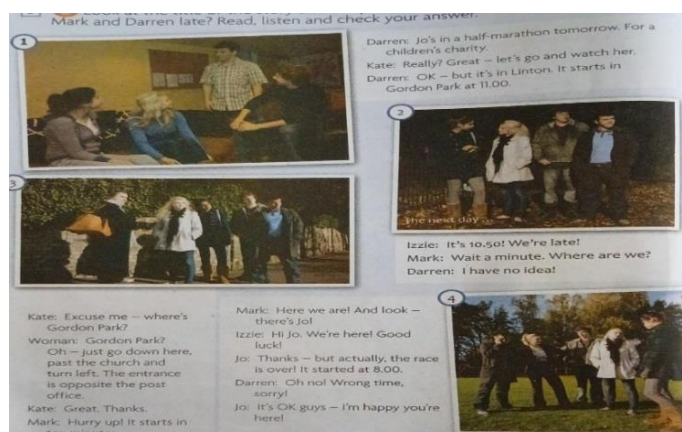 Mark and Darren late? Read, listen and check your answer.
1
Darren: Jo's in a half-marathon tomorrow. For a
children's charity.
Kate: Really? Great – let's go and watch her.
Darren: OK – but it's in Linton. It starts in
Gordon Park at 11.00.
2
The next day ...
Izzie: It's 10.50! We're late!
Mark: Wait a minute. Where are we?
Darren: I have no idea!
3
Kate: Excuse me – where's
Gordon Park?
Woman: Gordon Park?
Oh – just go down here,
past the church and
turn left. The entrance
is opposite the post
office.
Kate: Great. Thanks.
Mark: Hurry up! It starts in
4
Mark: Here we are! And look –
there's Jo!
Izzie: Hi Jo. We're here! Good
luck!
Jo: Thanks – but actually, the race
is over! It started at 8.00.
Darren: Oh no! Wrong time,
sorry!
Jo: It's OK guys – I'm happy you're
here!